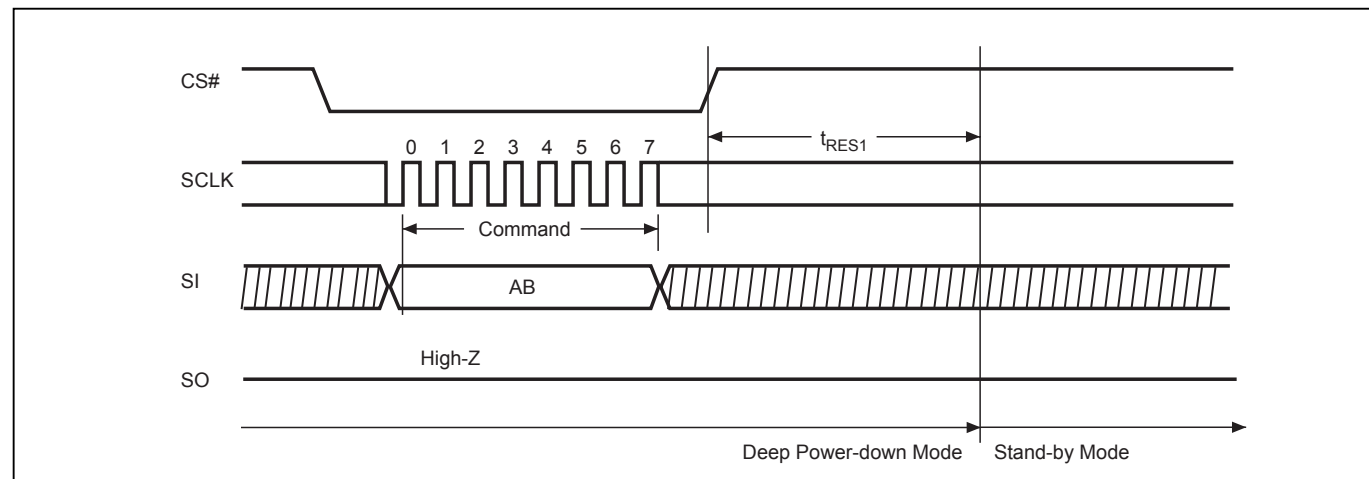 CS#
t_RES1
0 1 2 3 4 5 6 7
SCLK
Command
SI
AB
High-Z
SO
Deep Power-down Mode Stand-by Mode